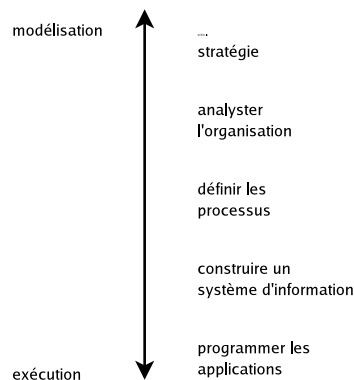 modélisation
....
stratégie
analyster
l'organisation
définir les
processus
construire un
système d'information
programmer les
exécution
applications